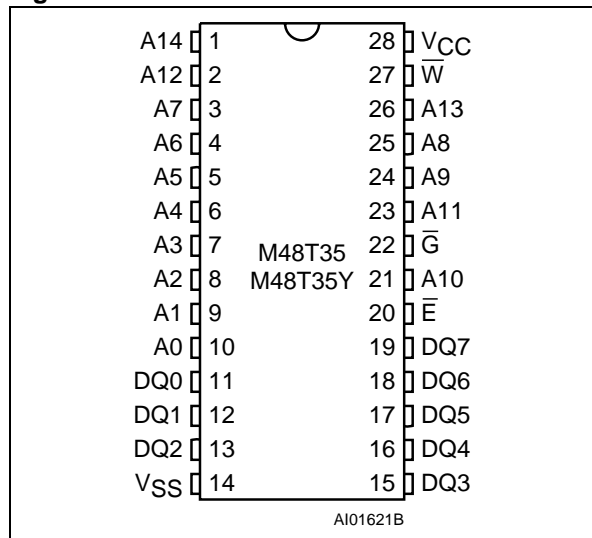 A14 1 28 VCC
A12 2 27 W̅
A7 3 26 A13
A6 4 25 A8
A5 5 24 A9
A4 6 23 A11
A3 7 M48T35 22 G̅
A2 8 M48T35Y 21 A10
A1 9 20 E̅
A0 10 19 DQ7
DQ0 11 18 DQ6
DQ1 12 17 DQ5
DQ2 13 16 DQ4
VSS 14 15 DQ3
AI01621B